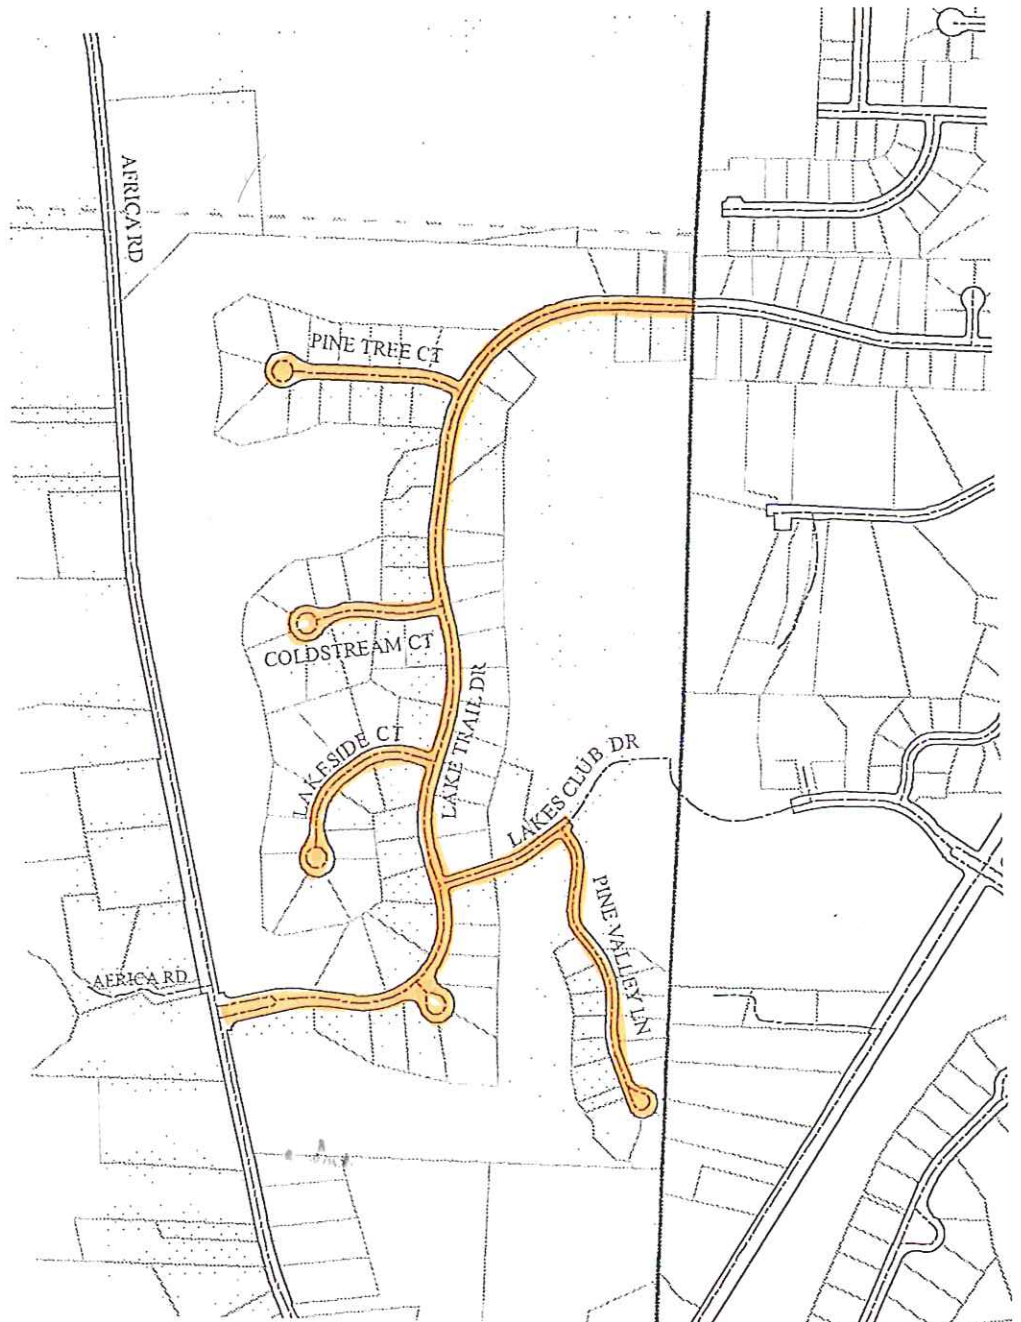 AFRICA RD
PINE TREE CT
COLDSTREAM CT
LAKE TRAIL DR
LAKESIDE CT
LAKES CLUB DR
PINE VALLEY LN
AFRICA RD